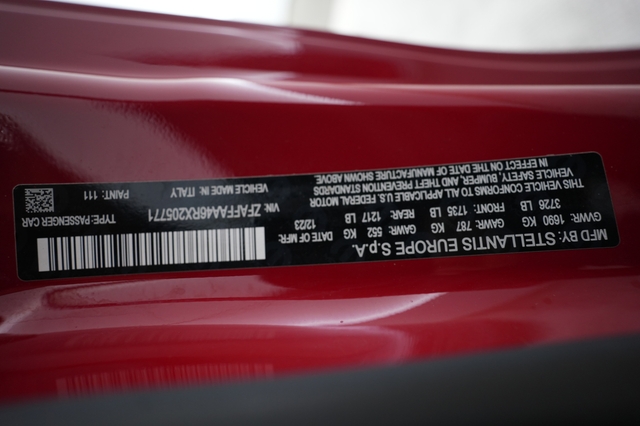 MFD BY: STELLANTIS EUROPE S.p.A.
GVWR: 1690 KG GAWR: 787 KG GAWR: 552 KG DATE OF MFR:
3726 LB FRONT: 1735 LB REAR: 1217 LB 12/23
THIS VEHICLE CONFORMS TO ALL APPLICABLE U.S. FEDERAL MOTOR
VEHICLE SAFETY, BUMPER, AND THEFT PREVENTION STANDARDS
IN EFFECT ON THE DATE OF MANUFACTURE SHOWN ABOVE
TYPE: PASSENGER CAR
VIN: ZFAFFAA46RX205771
VEHICLE MADE IN: ITALY PAINT: 111